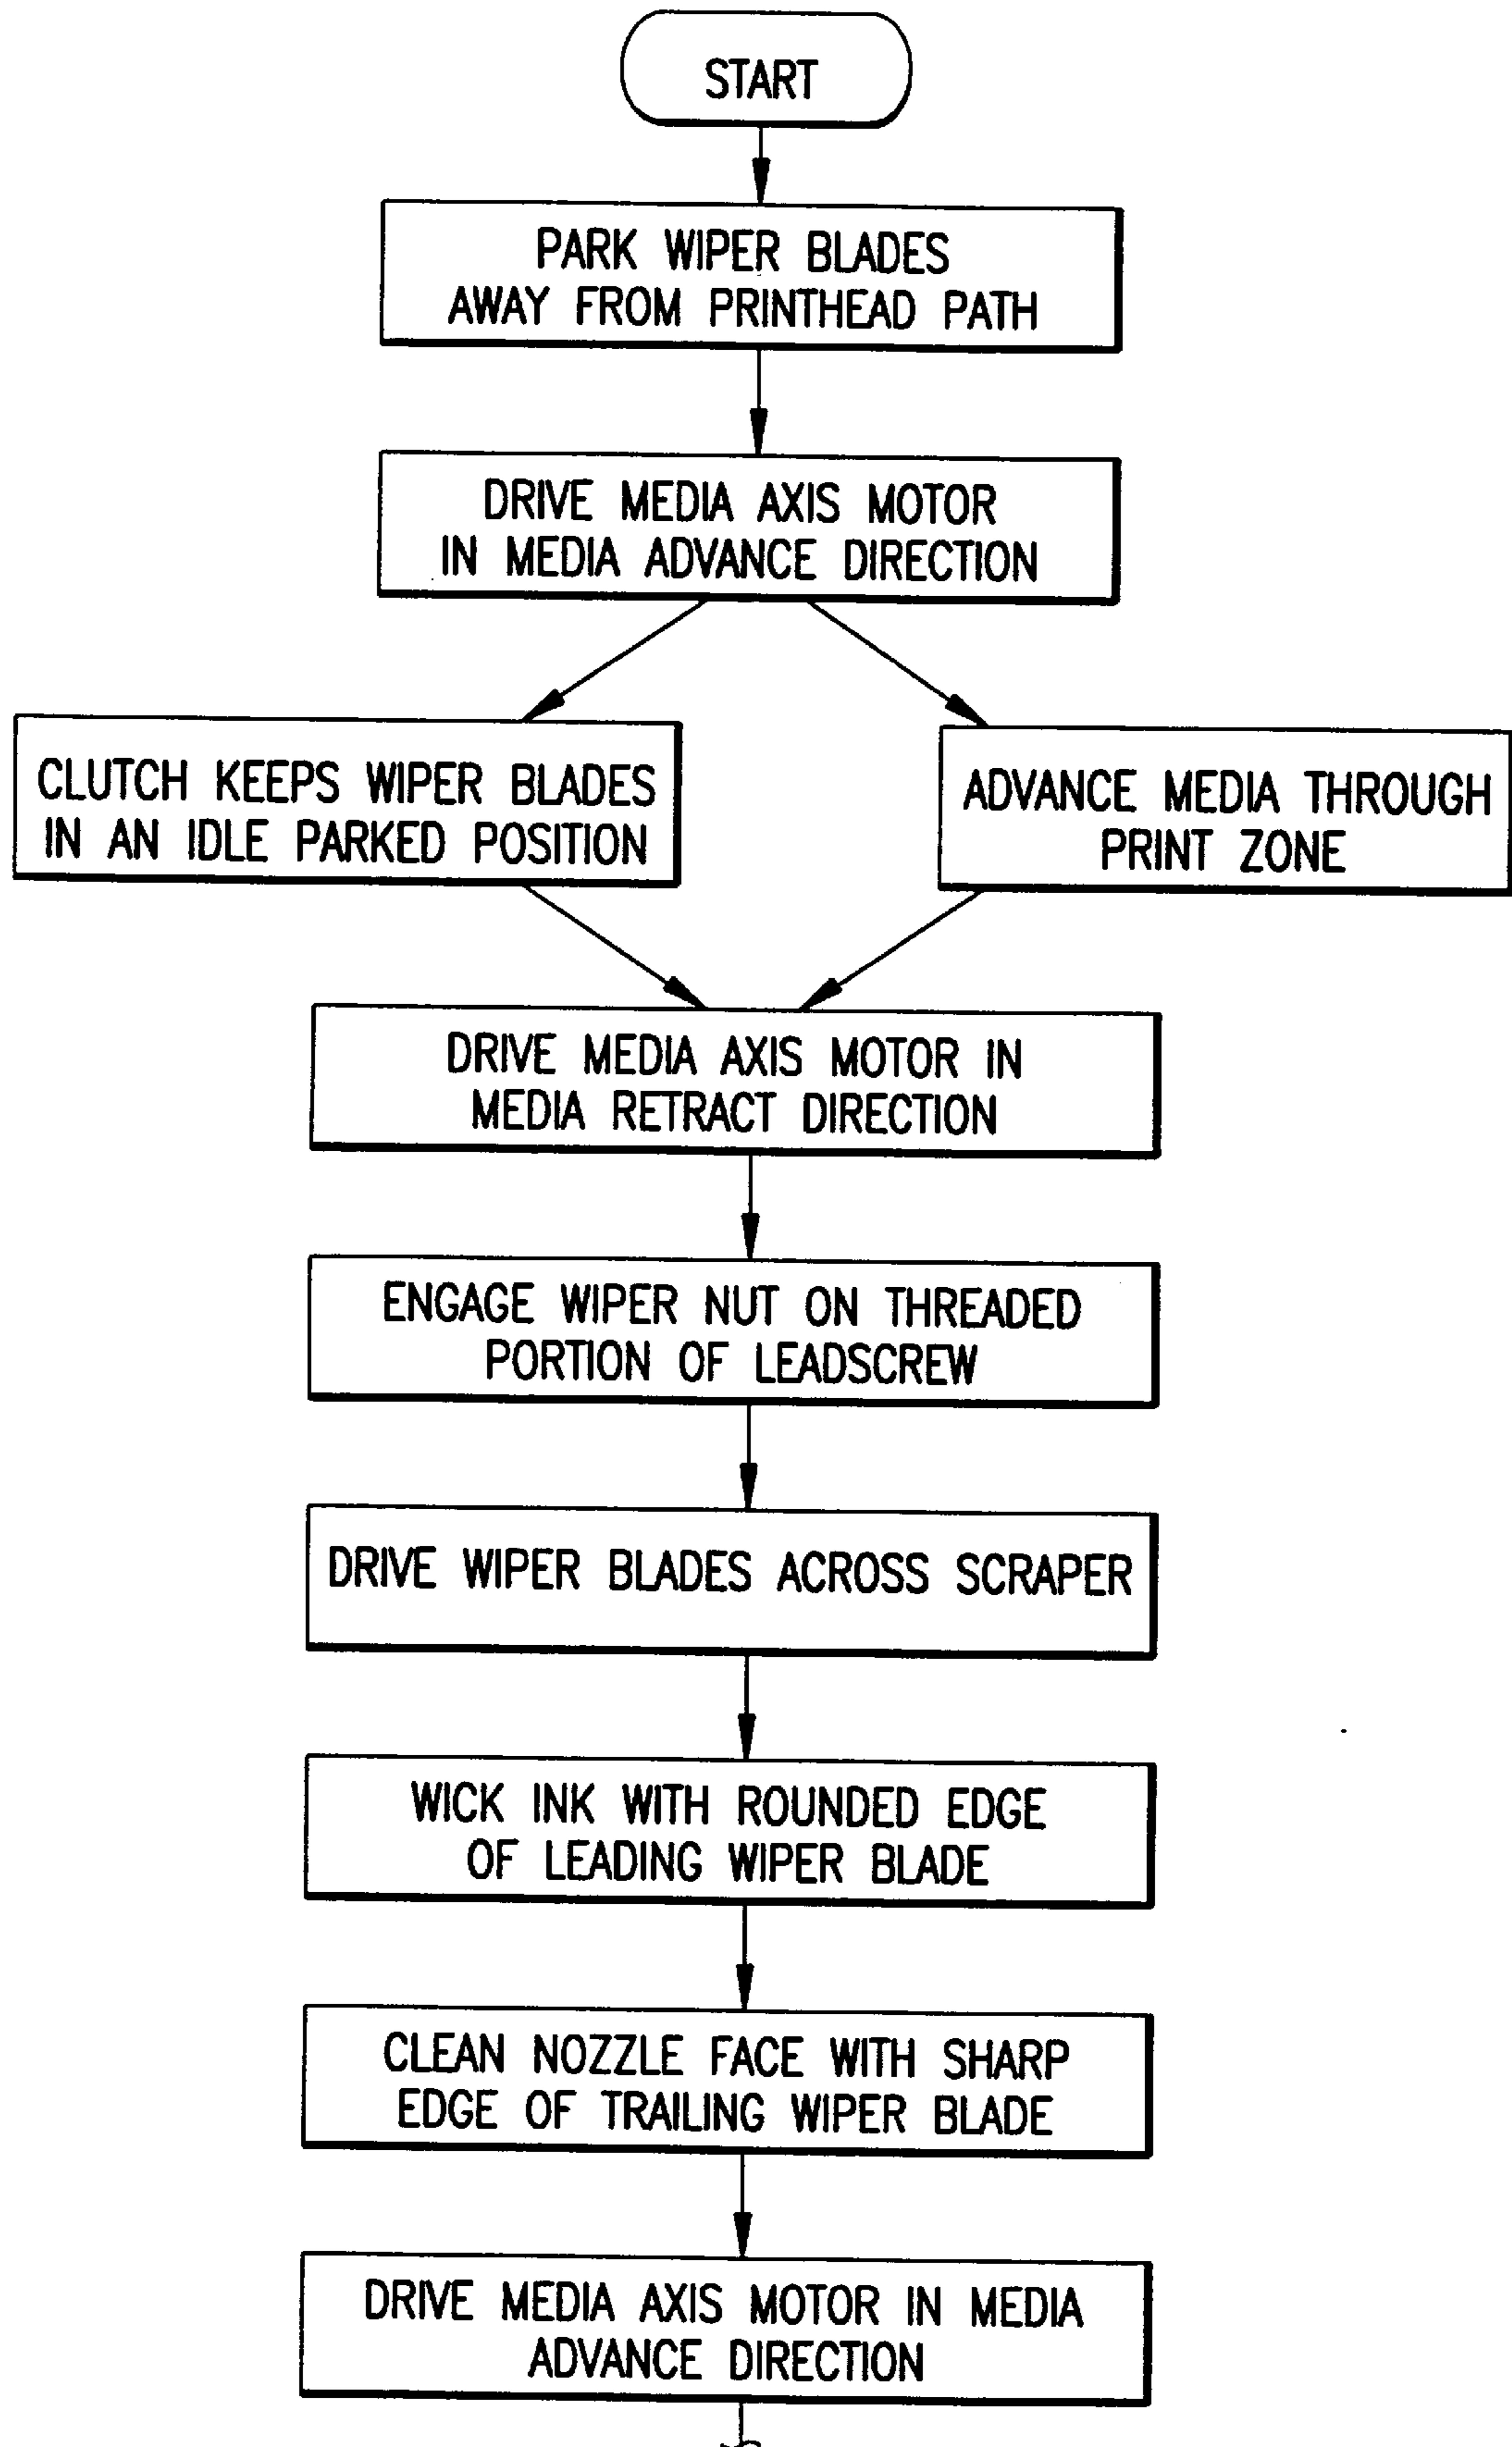 START
PARK WIPER BLADES
AWAY FROM PRINTHEAD PATH
DRIVE MEDIA AXIS MOTOR
IN MEDIA ADVANCE DIRECTION
CLUTCH KEEPS WIPER BLADES
IN AN IDLE PARKED POSITION
ADVANCE MEDIA THROUGH
PRINT ZONE
DRIVE MEDIA AXIS MOTOR IN
MEDIA RETRACT DIRECTION
ENGAGE WIPER NUT ON THREADED
PORTION OF LEADSCREW
DRIVE WIPER BLADES ACROSS SCRAPER
WICK INK WITH ROUNDED EDGE
OF LEADING WIPER BLADE
CLEAN NOZZLE FACE WITH SHARP
EDGE OF TRAILING WIPER BLADE
DRIVE MEDIA AXIS MOTOR IN MEDIA
ADVANCE DIRECTION